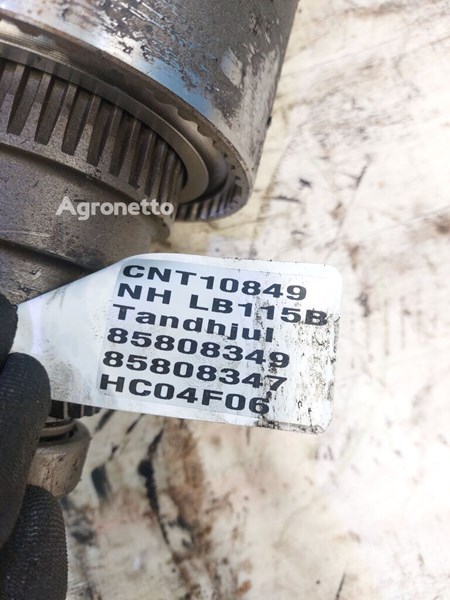 Agronetto
CNT10849
NH LB115B
Tandhjul
85808349
85808347
HC04F06